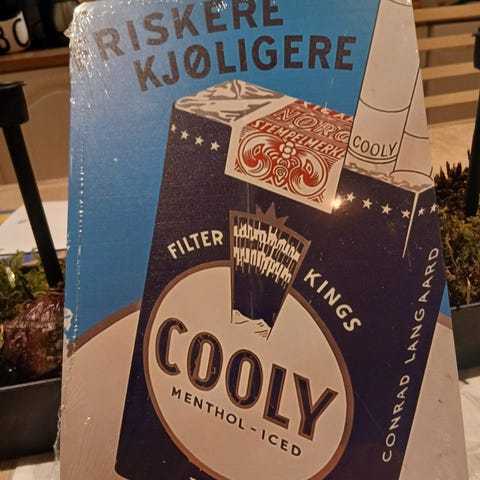 FRISKERE
KJØLIGERE
COOLY
NORG
STEMPELMERKE
FILTER KINGS
COOLY
MENTHOL-ICED
CONRAD LANGAARD